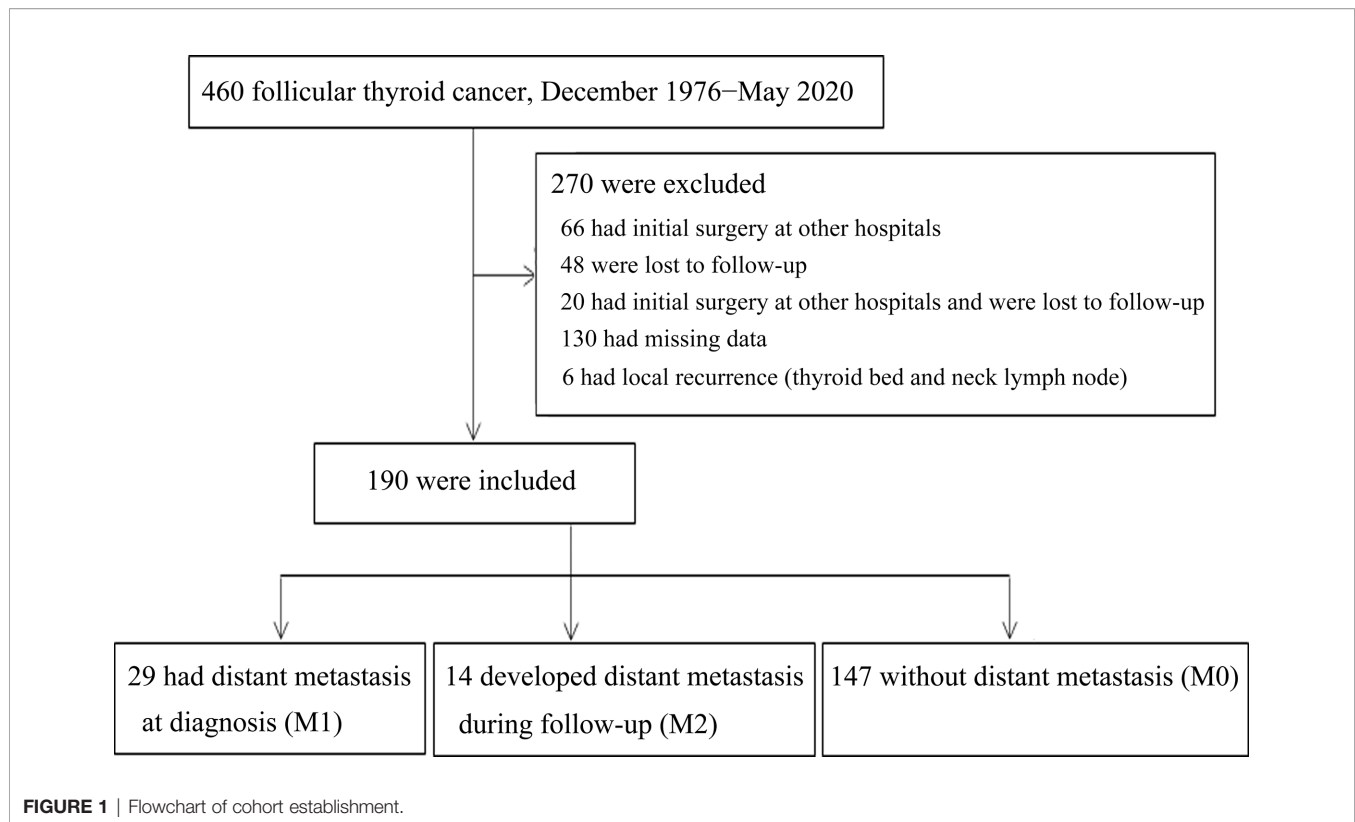 460 follicular thyroid cancer, December 1976−May 2020
270 were excluded
66 had initial surgery at other hospitals
48 were lost to follow-up
20 had initial surgery at other hospitals and were lost to follow-up
130 had missing data
6 had local recurrence (thyroid bed and neck lymph node)
190 were included
29 had distant metastasis
at diagnosis (M1)
14 developed distant metastasis
during follow-up (M2)
147 without distant metastasis (M0)
FIGURE 1 | Flowchart of cohort establishment.